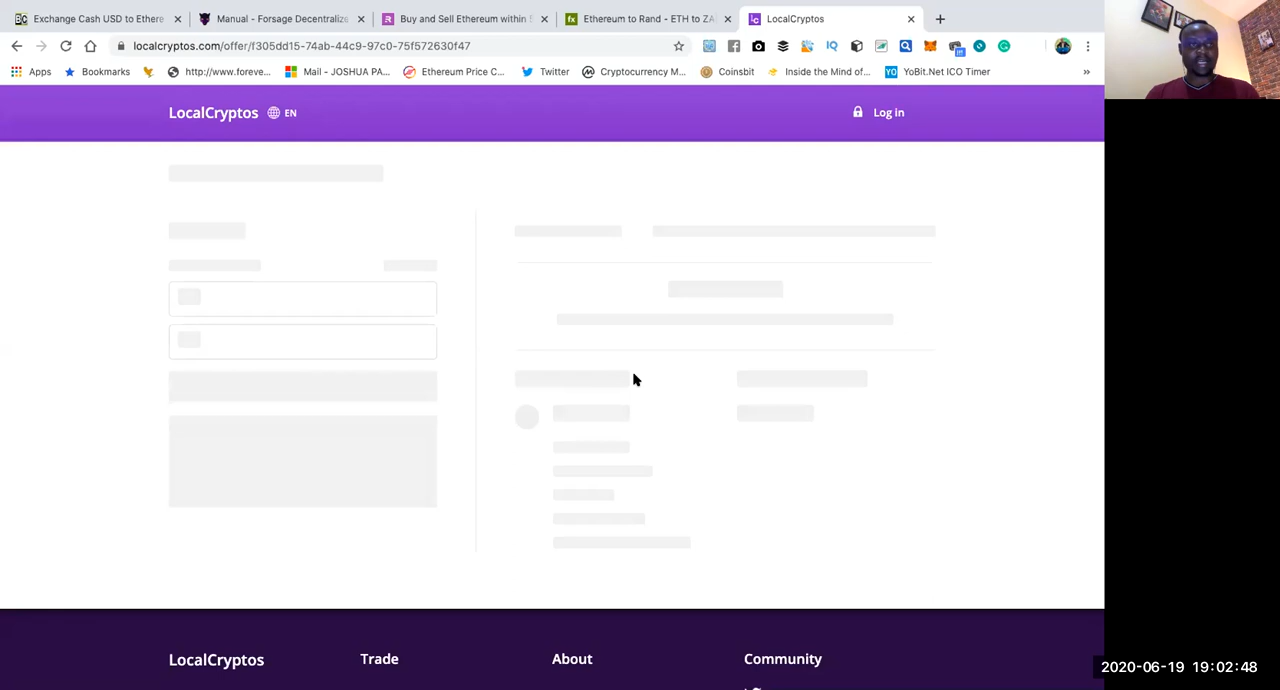 Exchange Cash USD to Ethere
Manual - Forsage Decentralize
Buy and Sell Ethereum within
Ethereum to Rand - ETH to ZA
LocalCryptos
localcryptos.com/offer/f305dd15-74ab-44c9-97c0-75f572630f47
Apps
Bookmarks
http://www.foreve...
Mail - JOSHUA PA...
Ethereum Price C...
Twitter
Cryptocurrency M...
Coinsbit
Inside the Mind of...
YoBit.Net ICO Timer
LocalCryptos
EN
Log in
LocalCryptos
Trade
About
Community
2020-06-19 19:02:48